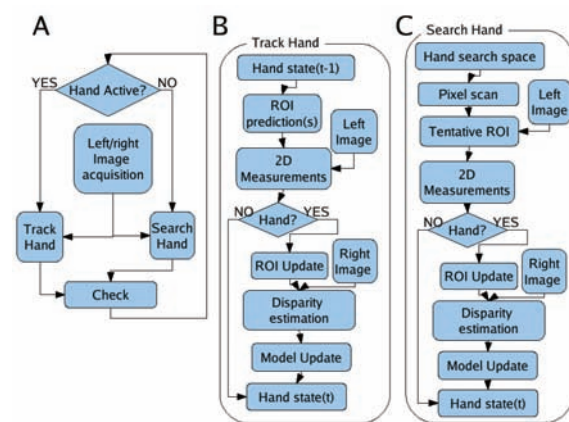 A
YES
NO
Hand Active?
Left/right
Image
acquisition
Track
Hand
Search
Hand
Check
B
Track Hand
Hand state(t-1)
ROI
prediction(s)
Left
Image
2D
Measurements
NO
Hand?
YES
ROI Update
Right
Image
Disparity
estimation
Model Update
Hand state(t)
C
Search Hand
Hand search space
Pixel scan
Left
Image
Tentative ROI
2D
Measurements
NO
Hand?
YES
ROI Update
Right
Image
Disparity
estimation
Model Update
Hand state(t)